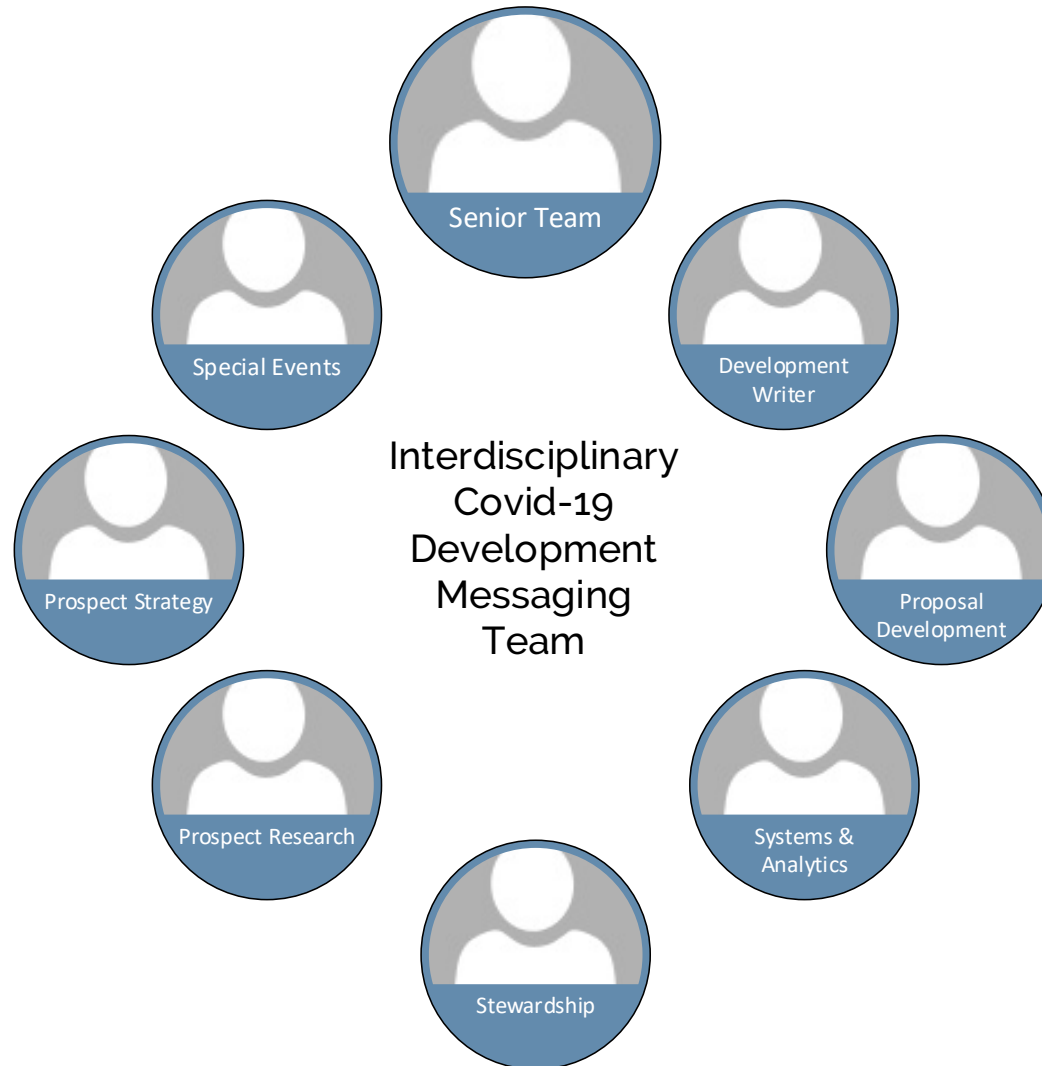 Senior Team
Special Events
Development
Writer
Interdisciplinary
Covid-19
Development
Messaging
Team
Prospect Strategy
Proposal
Development
Prospect Research
Systems &
Analytics
Stewardship